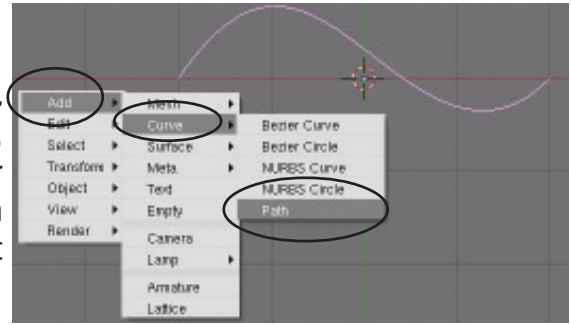 Add
Edit
Select
Transform
Object
View
Render
Mesh
Curve
Surface
Meta
Text
Empty
Camera
Lamp
Armature
Lattice
Bezier Curve
Bezier Circle
NURBS Curve
NURBS Circle
Path